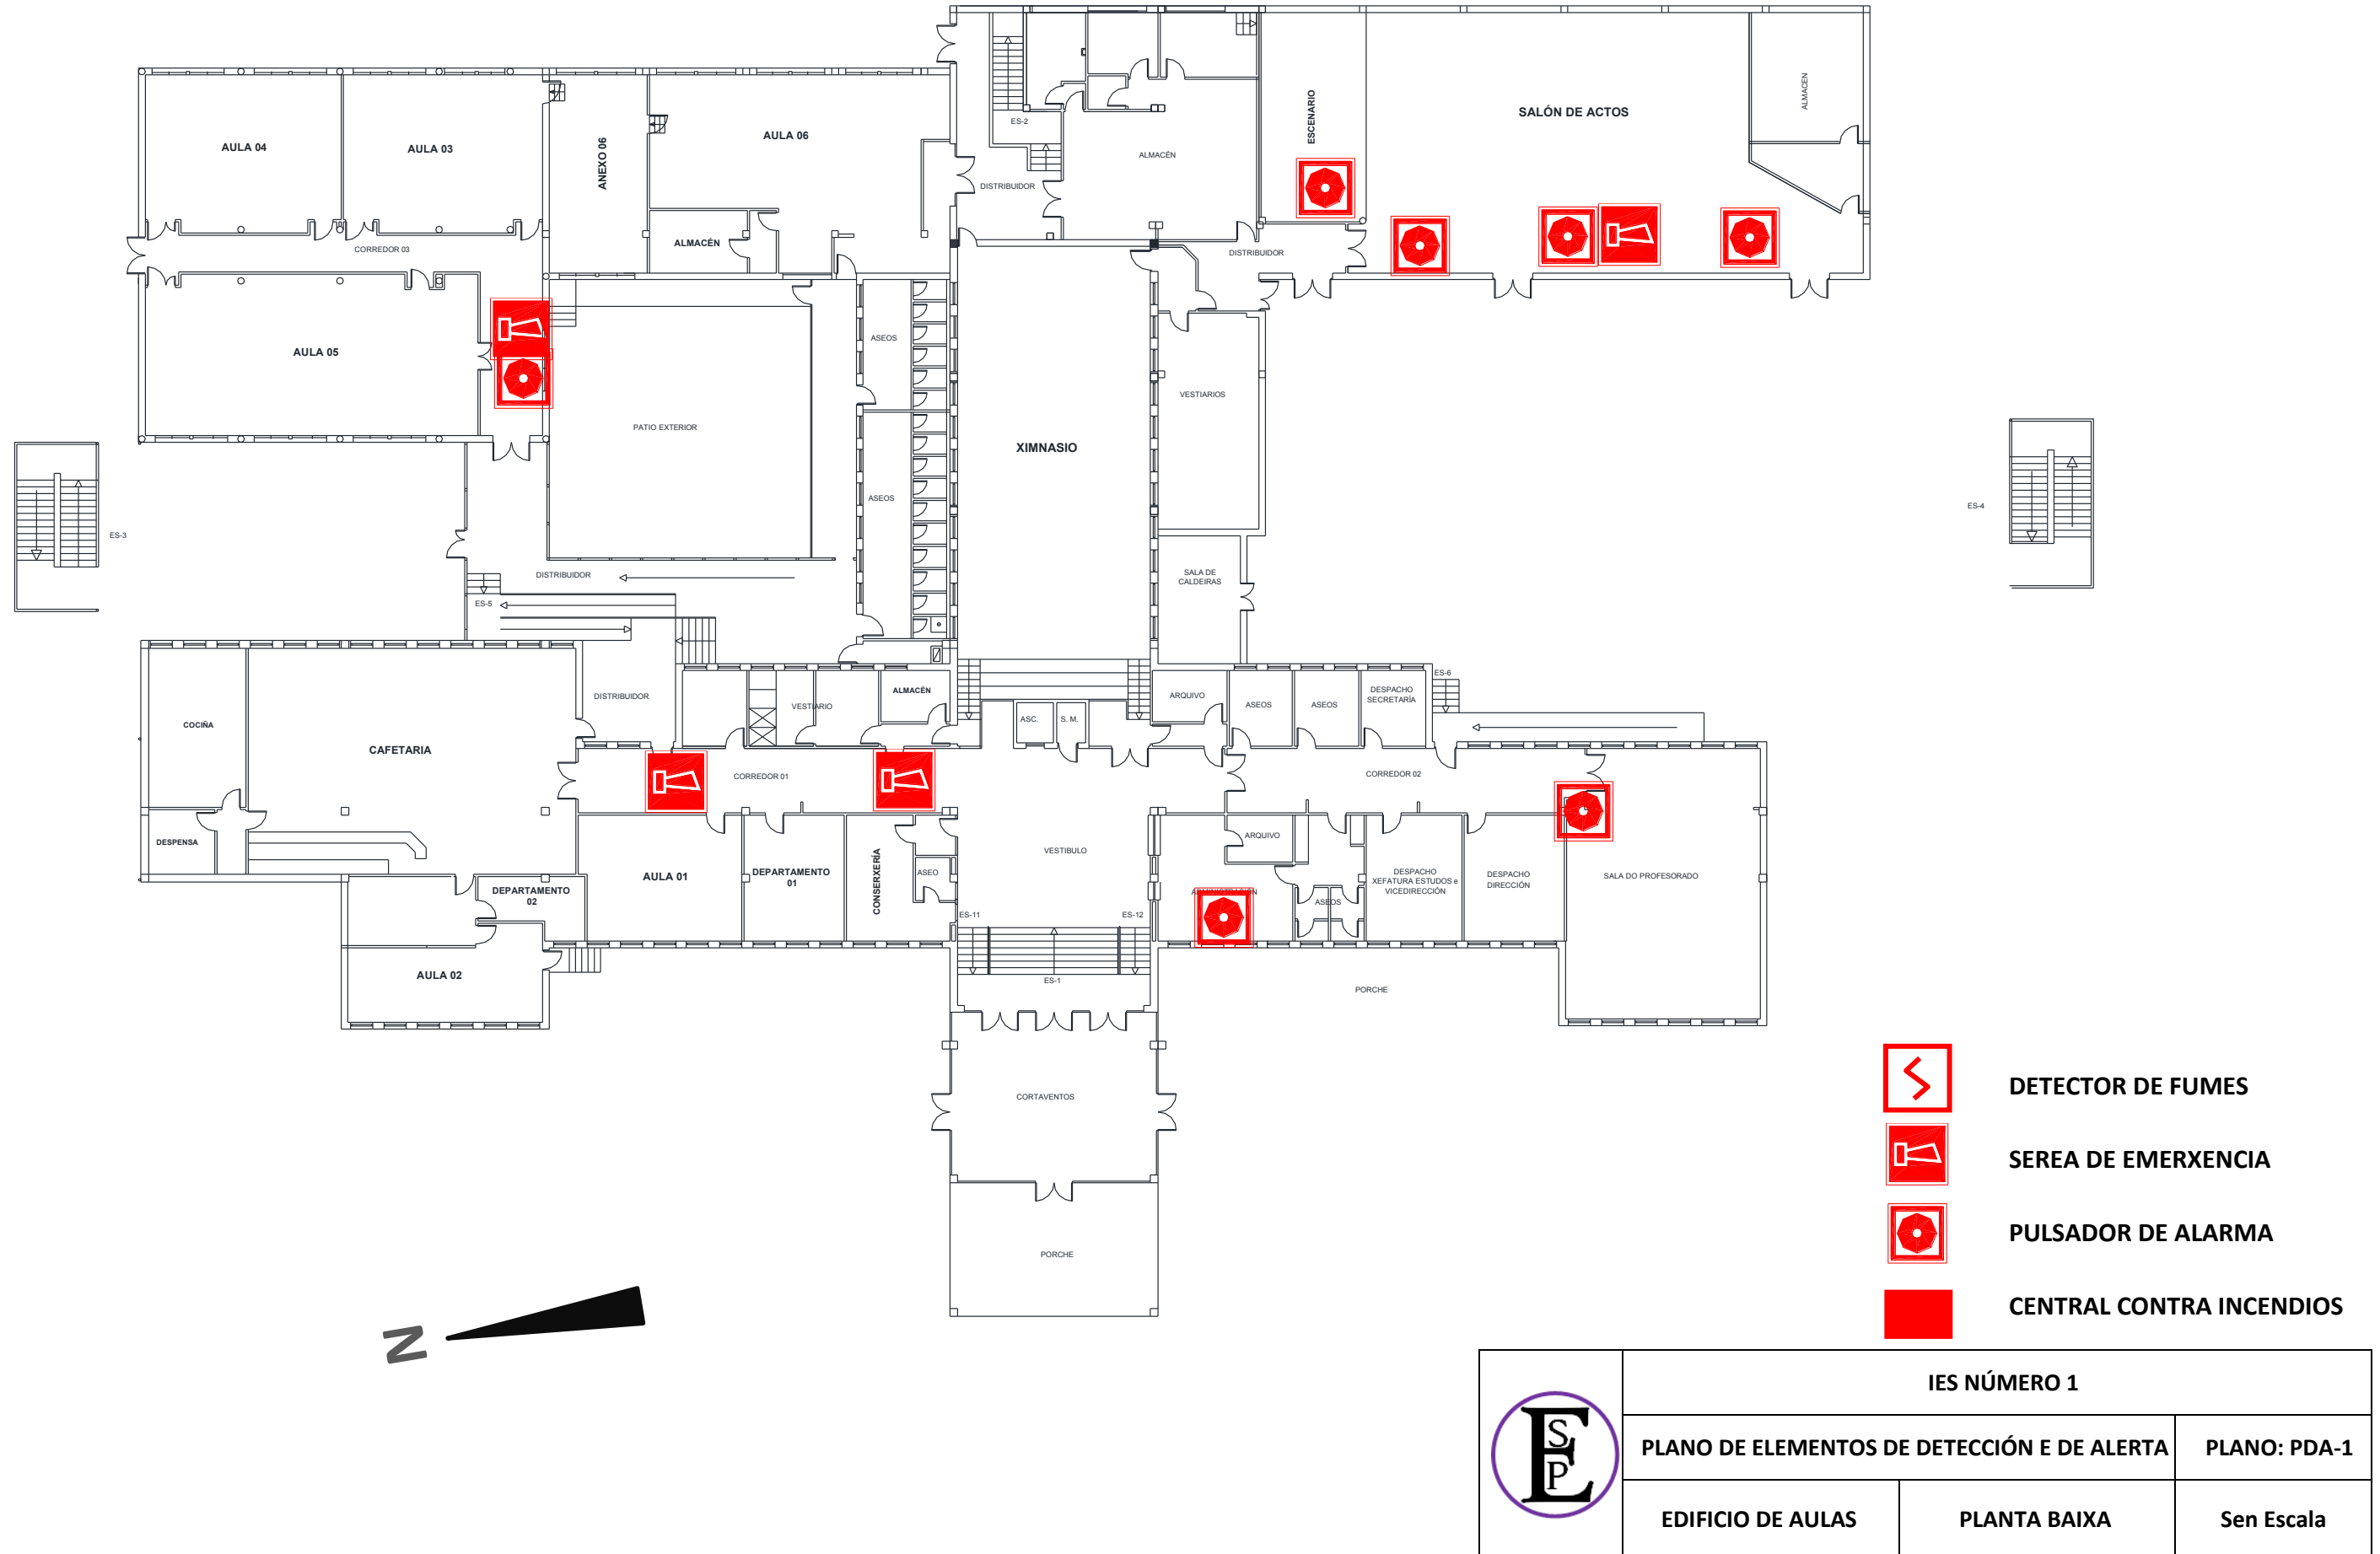 ES-2
ESCENARIO
SALÓN DE ACTOS
ALMACEN
AULA 04
AULA 03
ANEXO 06
AULA 06
ALMACÉN
DISTRIBUIDOR
CORREDOR 03
ALMACÉN
DISTRIBUIDOR
AULA 05
ASEOS
VESTIARIOS
PATIO EXTERIOR
XIMNASIO
ASEOS
ES-3
ES-4
DISTRIBUIDOR
SALA DE
CALDEIRAS
ES-5
ES-6
DISTRIBUIDOR
VESTIARIO
ALMACÉN
ARQUIVO
ASEOS
ASEOS
DESPACHO
SECRETARÍA
COCIÑA
CAFETARIA
ASC.
S. M.
CORREDOR 01
CORREDOR 02
DESPENSA
ARQUIVO
VESTIBULO
AULA 01
DEPARTAMENTO
01
CONSERXERÍA
ASEO
DEPARTAMENTO
02
ADMINISTRACIÓN
ASEOS
DESPACHO
XEFATURA ESTUDOS e
VICEDIRECCIÓN
DESPACHO
DIRECCIÓN
SALA DO PROFESORADO
ES-11
ES-12
AULA 02
ES-1
PORCHE
CORTAVENTOS
PORCHE
DETECTOR DE FUMES
SEREA DE EMERXENCIA
PULSADOR DE ALARMA
CENTRAL CONTRA INCENDIOS
N
ESP
IES NÚMERO 1
PLANO DE ELEMENTOS DE DETECCIÓN E DE ALERTA
PLANO: PDA-1
EDIFICIO DE AULAS
PLANTA BAIXA
Sen Escala